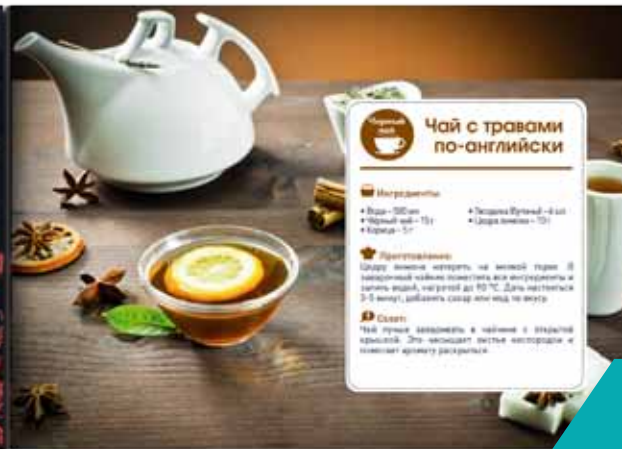 Черный
чай
Чай с травами
по-английски
Ингредиенты:
• Вода – 500 мл
• Черный чай – 15 г
• Корица – 5 г
• Гвоздика бутоны – 4 шт
• Цедра лимона – 10 г
Приготовление:
Цедру лимона натереть на мелкой терке. В
заварочный чайник поместить все ингредиенты и
залить водой, нагретой до 90 °С. Дать настояться
3-5 минут, добавить сахар или мед по вкусу.
Совет:
Чай лучше заваривать в чайнике с открытой
крышкой. Это насыщает листья кислородом и
помогает аромату раскрыться.